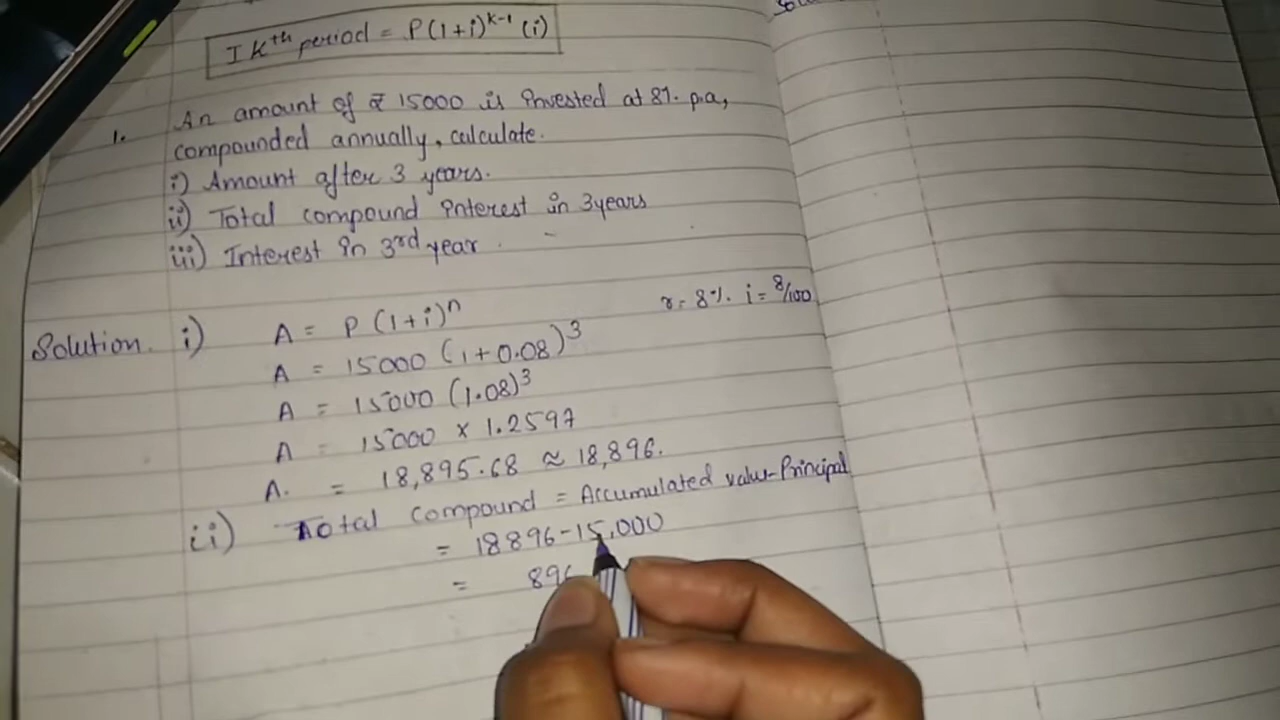 I Kth period = P(1+i)^k-1 (i)
1. An amount of ₹ 15000 is invested at 8%. p.a,
compounded annually, calculate.
i) Amount after 3 years.
ii) Total compound interest in 3years
iii) Interest in 3rd year.
r = 8%. i = 8/100
Solution. i) A = P (1+i)^n
A = 15000 (1+0.08)^3
A = 15000 (1.08)^3
A = 15000 x 1.2597
A. = 18,895.68 ≈ 18,896.
ii) Total compound = Accumulated value-Principal
= 18896-15,000
= 896